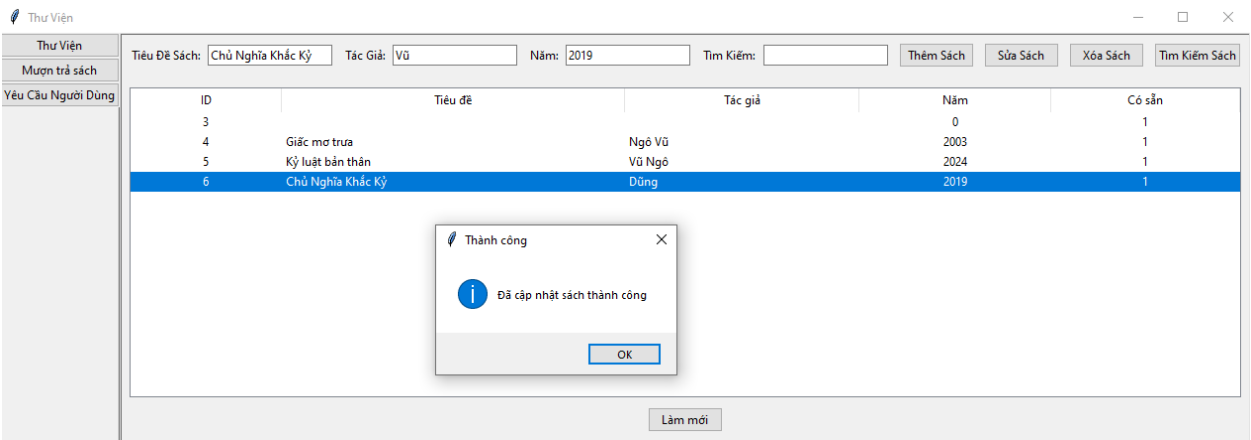 Thư Viện
Thư Viện
Mượn trả sách
Yêu Cầu Người Dùng
Tiêu Đề Sách: Chủ Nghĩa Khắc Kỷ Tác Giả: Vũ Năm: 2019 Tìm Kiếm: Thêm Sách Sửa Sách Xóa Sách Tìm Kiếm Sách
ID Tiêu đề Tác giả Năm Có sẵn
3 0 1
4 Giấc mơ trưa Ngô Vũ 2003 1
5 Kỷ luật bản thân Vũ Ngô 2024 1
6 Chủ Nghĩa Khắc Kỷ Dũng 2019 1
Thành công
Đã cập nhật sách thành công
OK
Làm mới